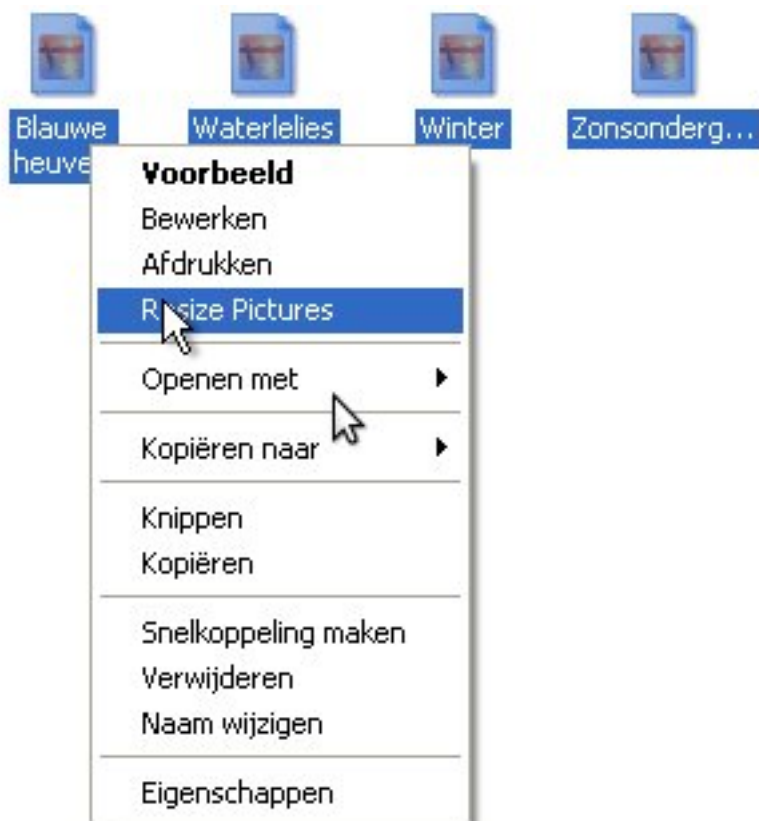 Blauwe
heuve
Waterlelies
Winter
Zonsonderg...
Voorbeeld
Bewerken
Afdrukken
Resize Pictures
Openen met
Kopiëren naar
Knippen
Kopiëren
Snelkoppeling maken
Verwijderen
Naam wijzigen
Eigenschappen